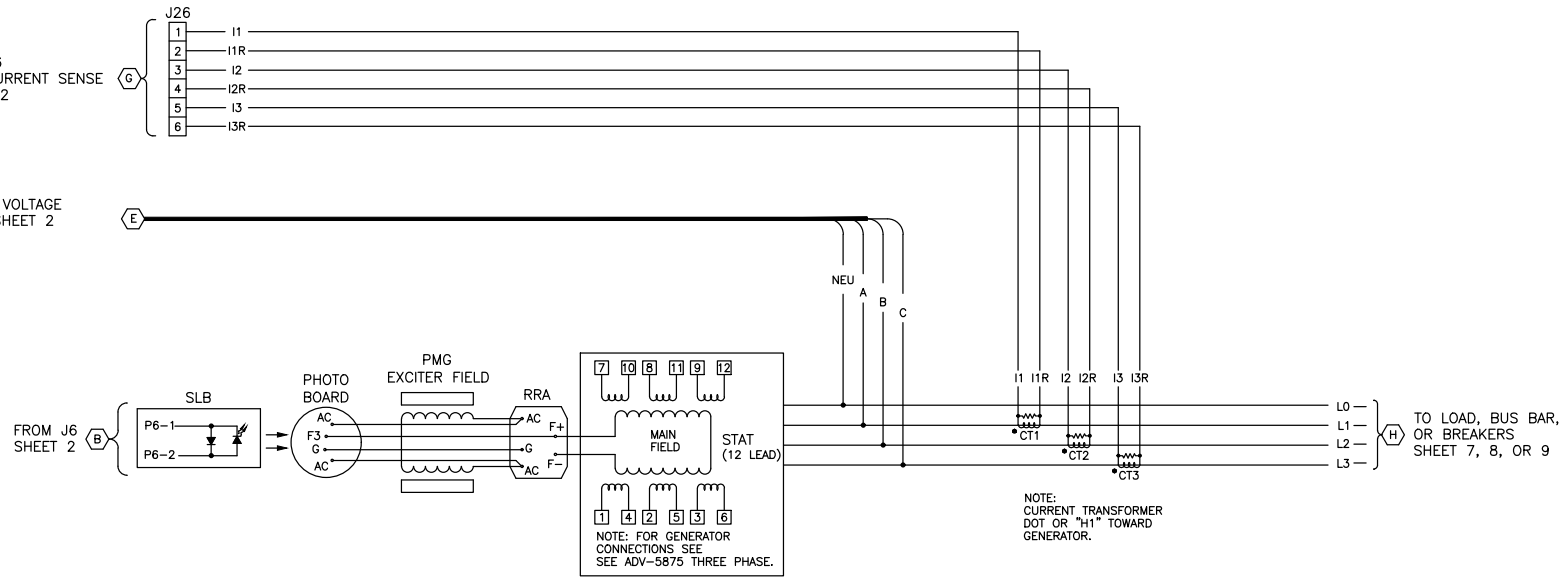 J26
1 I1
2 I1R
3 I2
4 I2R
5 I3
6 I3R
CURRENT SENSE
G
2
VOLTAGE
SHEET 2
E
NEU
A
B
C
I1 I1R I2 I2R I3 I3R
CT1
CT2
CT3
L0
L1
L2
L3
H
TO LOAD, BUS BAR,
OR BREAKERS
SHEET 7, 8, OR 9
NOTE:
CURRENT TRANSFORMER
DOT OR "H1" TOWARD
GENERATOR.
FROM J6
SHEET 2
B
SLB
P6-1
P6-2
PHOTO
BOARD
AC
F3
G
AC
PMG
EXCITER FIELD
RRA
AC
F+
G
F-
AC
7 10 8 11 9 12
MAIN
FIELD
STAT
(12 LEAD)
1 4 2 5 3 6
NOTE: FOR GENERATOR
CONNECTIONS SEE
SEE ADV-5875 THREE PHASE.